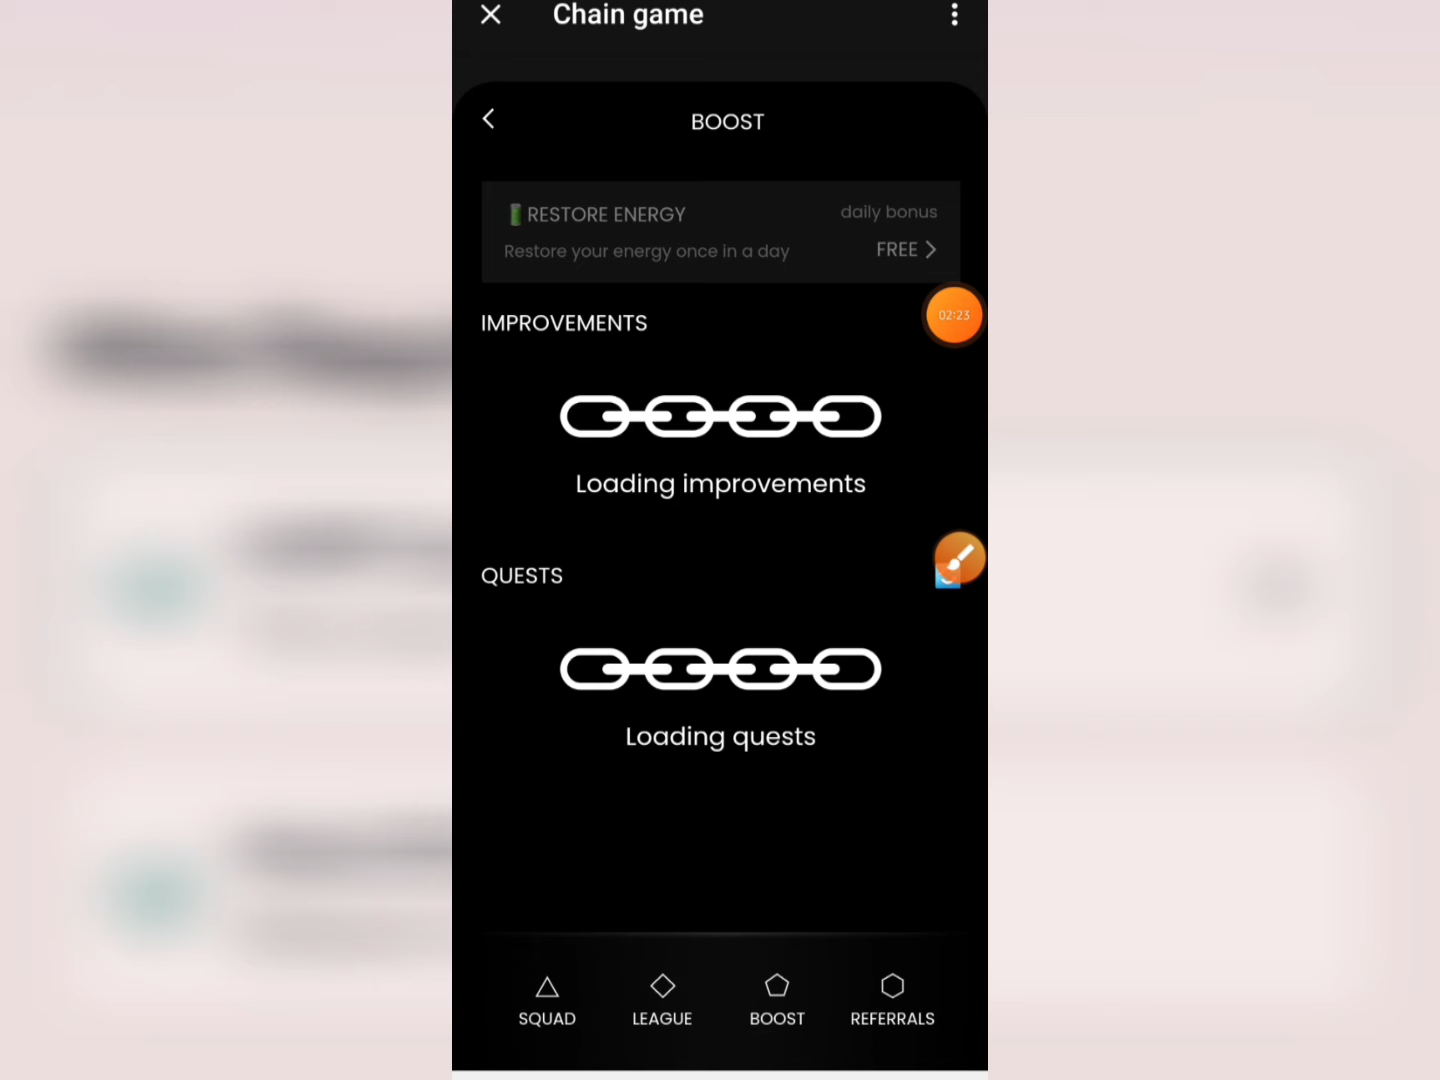 Chain game
BOOST
RESTORE ENERGY
daily bonus
Restore your energy once in a day
FREE
IMPROVEMENTS
02:23
Loading improvements
QUESTS
Loading quests
SQUAD
LEAGUE
BOOST
REFERRALS